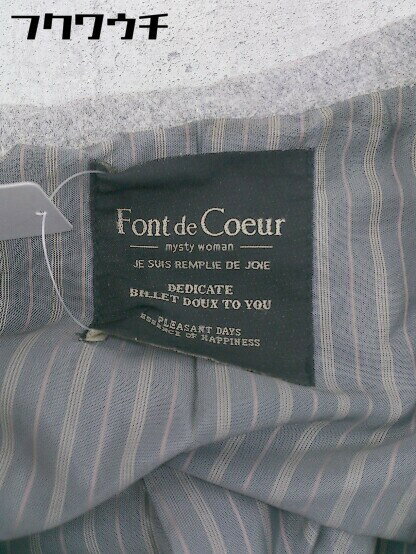 フクワウチ
Font de Coeur
mysty woman
JE SUIS REMPLIE DE JOIE
DEDICATE
BILLET DOUX TO YOU
PLEASANT DAYS
ESSENCE OF HAPPINESS